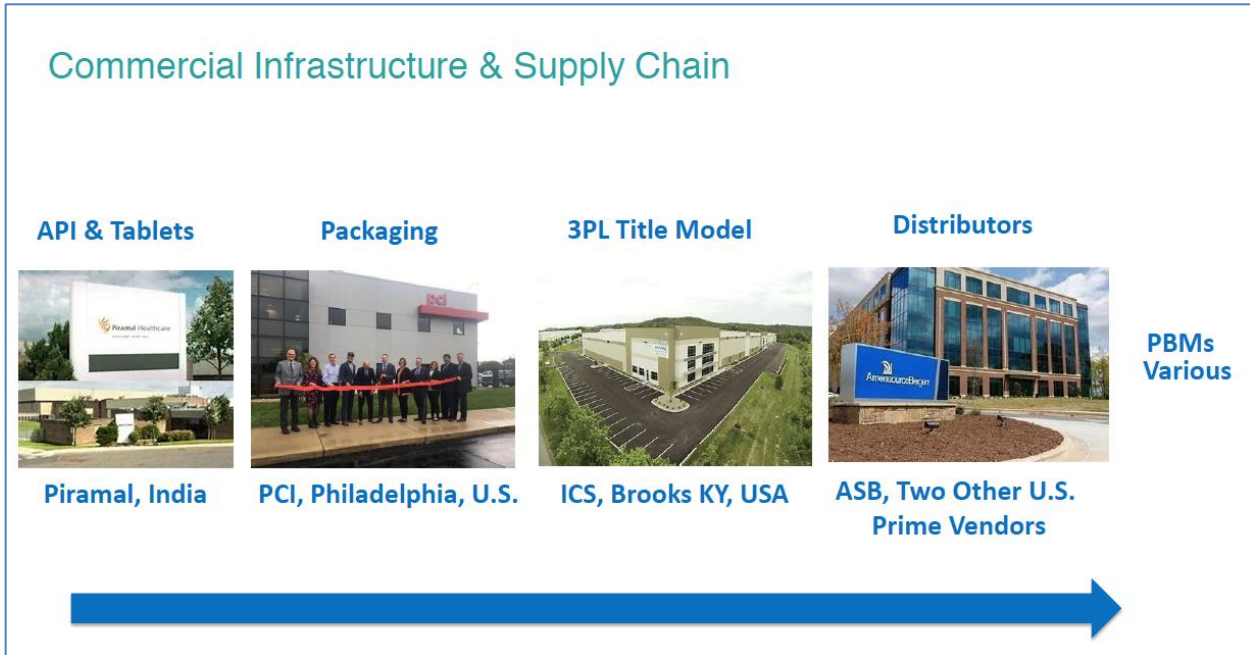 Commercial Infrastructure & Supply Chain
API & Tablets
Packaging
3PL Title Model
Distributors
Piramal Healthcare
pci
AmerisourceBergen
PBMs
Various
Piramal, India
PCI, Philadelphia, U.S.
ICS, Brooks KY, USA
ASB, Two Other U.S.
Prime Vendors